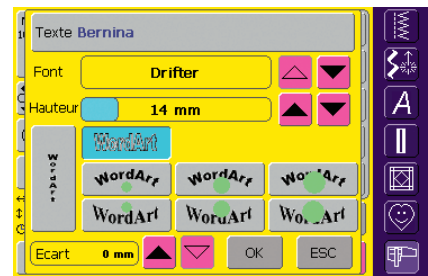 Texte Bernina
Font Drifter
Hauteur 14 mm
WordArt
WordArt
WordArt WordArt WordArt
WordArt WordArt WordArt
Ecart 0 mm OK ESC
A